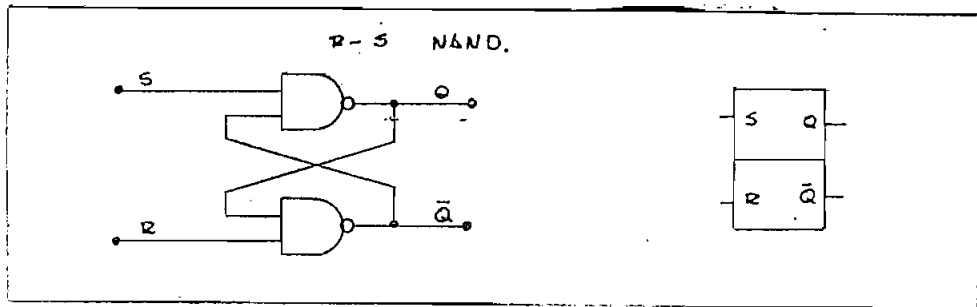 R-S NAND.
S
Q
R
Q̄
S Q
R Q̄